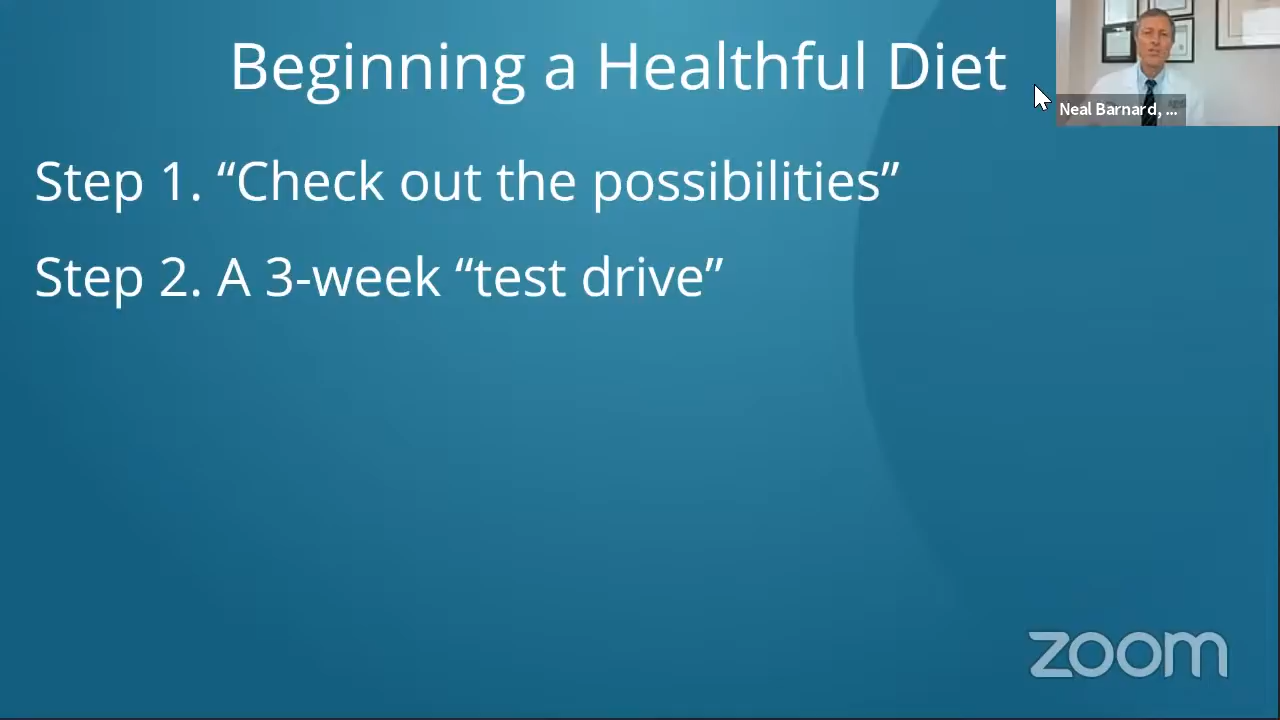 Beginning a Healthful Diet
Neal Barnard, ...
Step 1. “Check out the possibilities”
Step 2. A 3-week “test drive”
zoom